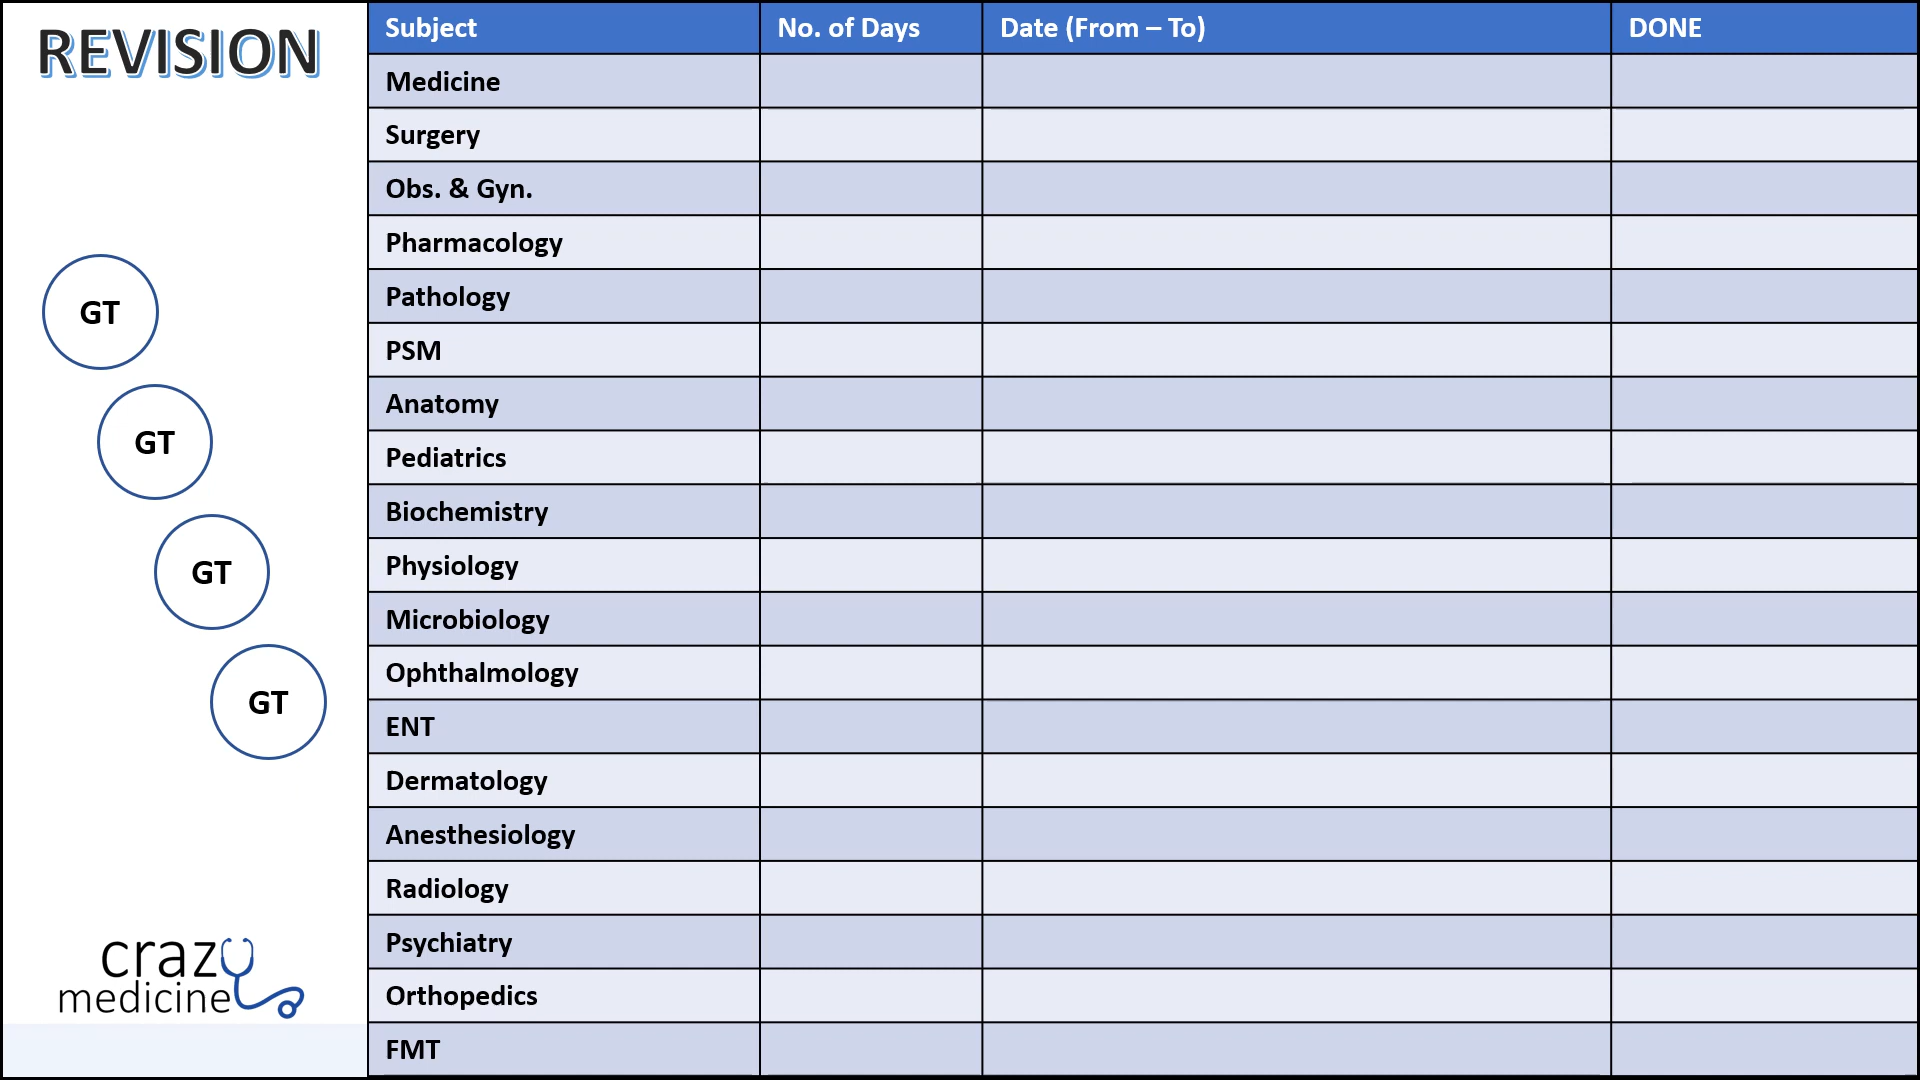 REVISION
GT
GT
GT
GT
crazy
medicine
Subject No. of Days Date (From – To) DONE
Medicine
Surgery
Obs. & Gyn.
Pharmacology
Pathology
PSM
Anatomy
Pediatrics
Biochemistry
Physiology
Microbiology
Ophthalmology
ENT
Dermatology
Anesthesiology
Radiology
Psychiatry
Orthopedics
FMT